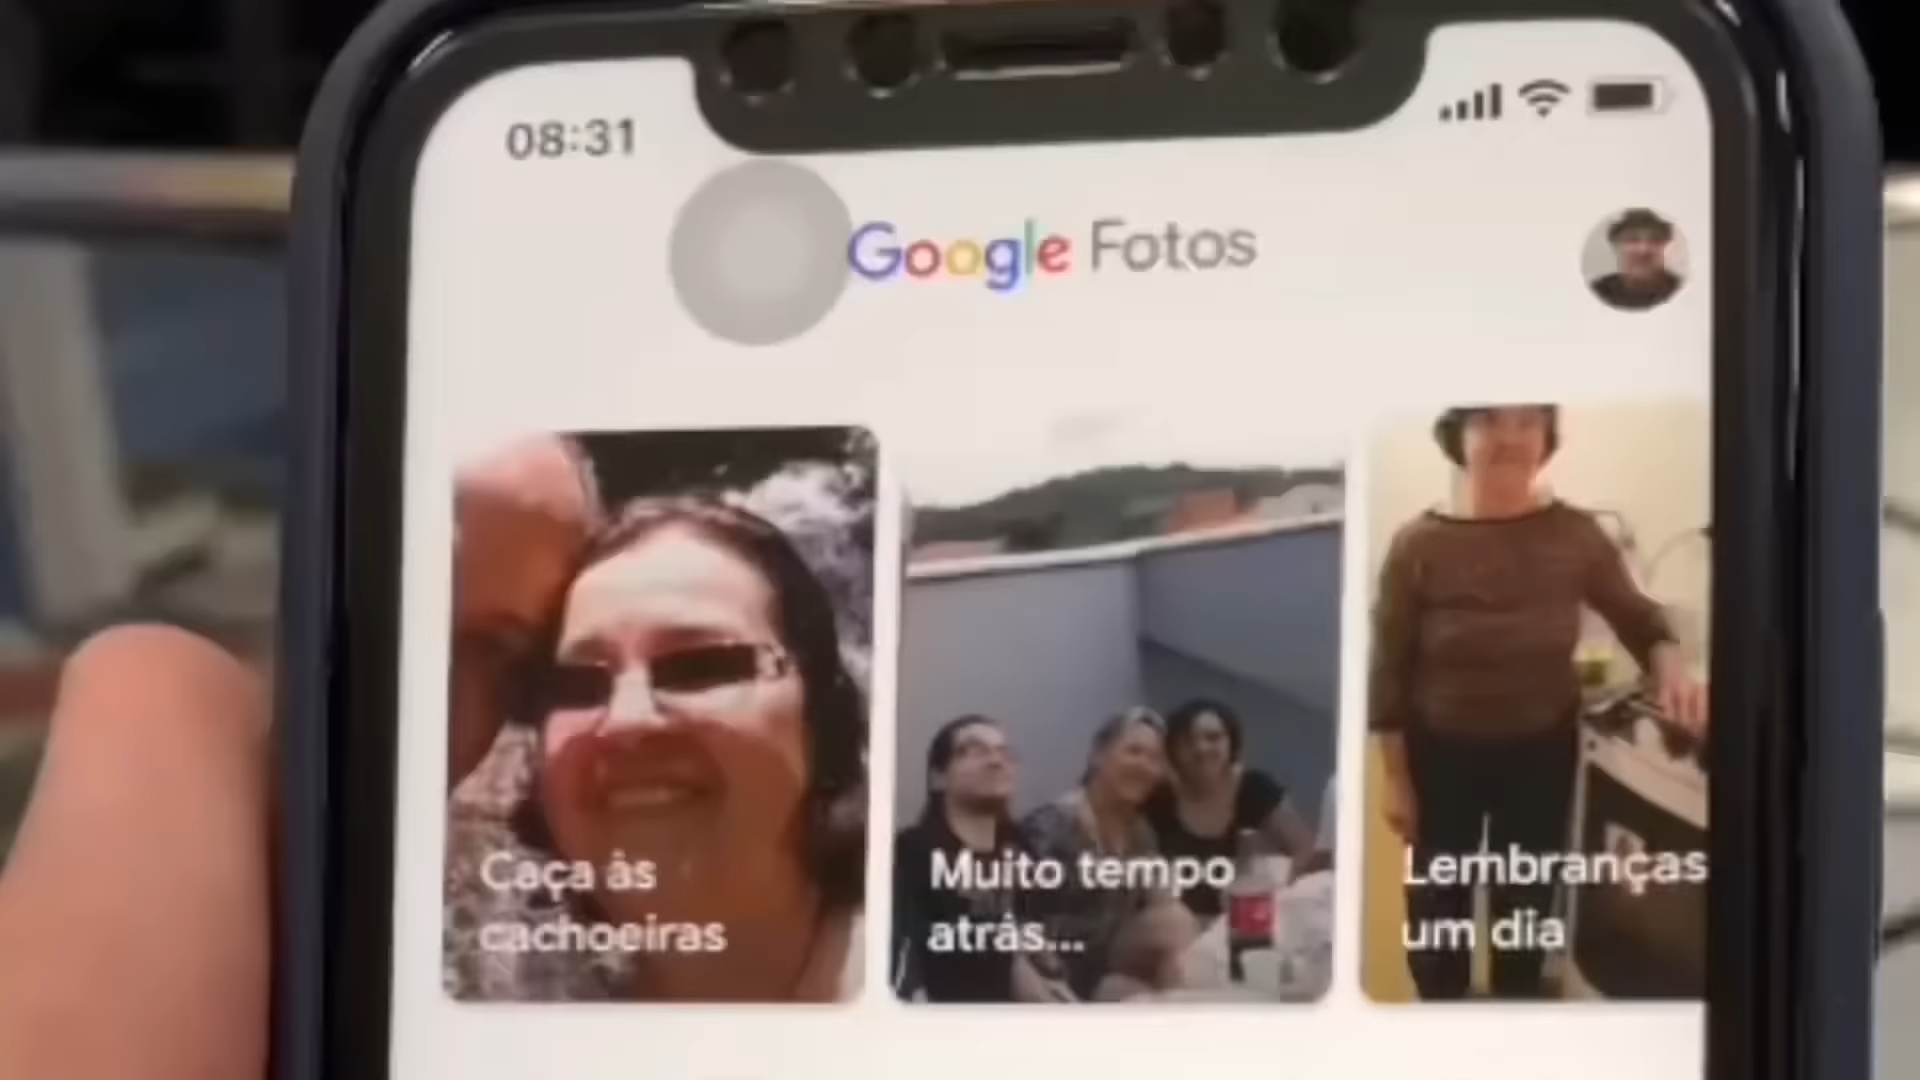 08:31
Google Fotos
Caça às
cachoeiras
Muito tempo
atrás...
Lembranças
um dia